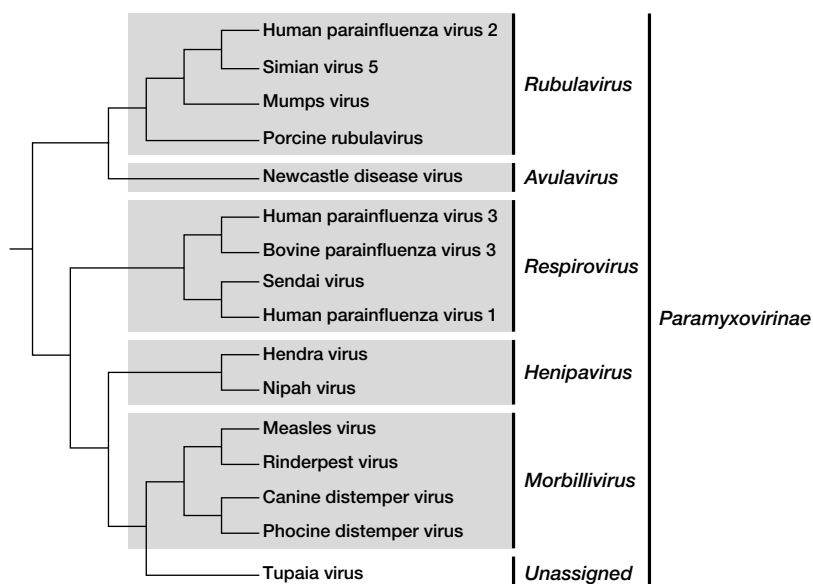 Human parainfluenza virus 2
Simian virus 5
Mumps virus
Porcine rubulavirus
Rubulavirus
Newcastle disease virus
Avulavirus
Human parainfluenza virus 3
Bovine parainfluenza virus 3
Sendai virus
Human parainfluenza virus 1
Respirovirus
Paramyxovirinae
Hendra virus
Nipah virus
Henipavirus
Measles virus
Rinderpest virus
Canine distemper virus
Phocine distemper virus
Morbillivirus
Tupaia virus
Unassigned